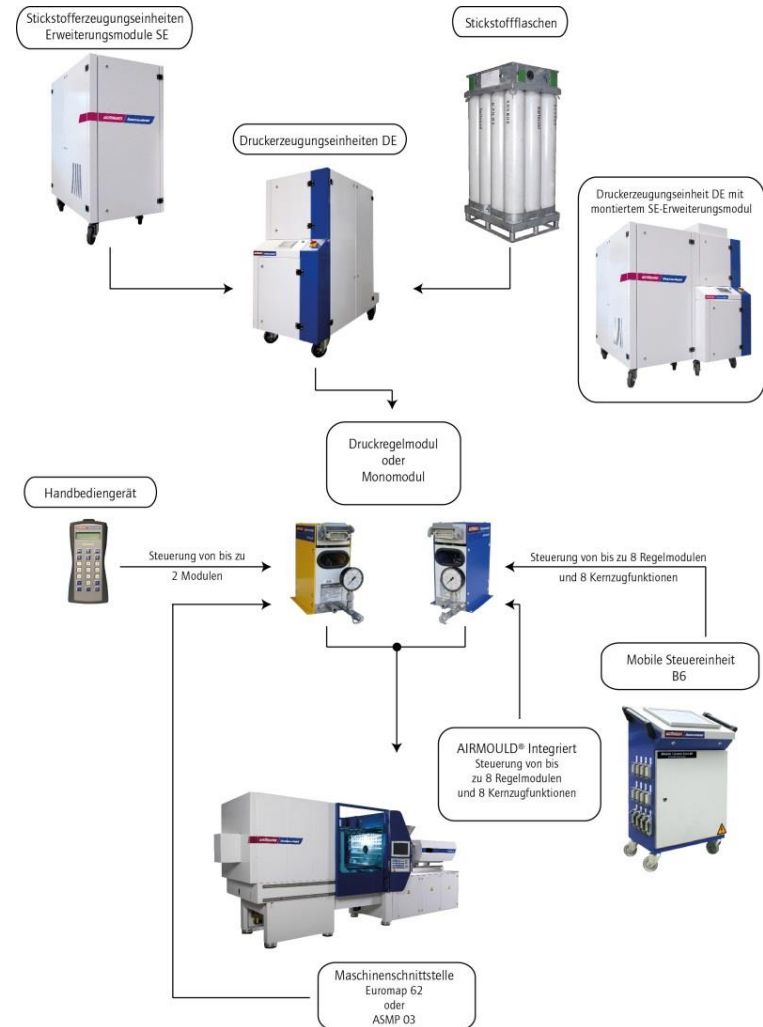 Stickstofferzeugungseinheiten
Erweiterungsmodule SE
Stickstoffflaschen
Druckerzeugungseinheiten DE
Druckerzeugungseinheit DE mit
montiertem SE-Erweiterungsmodul
Druckregelmodul
oder
Monomodul
Handbediengerät
Steuerung von bis zu
2 Modulen
Steuerung von bis zu 8 Regelmodulen
und 8 Kernzugfunktionen
Mobile Steuereinheit
B6
AIRMOULD® Integriert
Steuerung von bis
zu 8 Regelmodulen
und 8 Kernzugfunktionen
Maschinenschnittstelle
Euromap 62
oder
ASMP 03